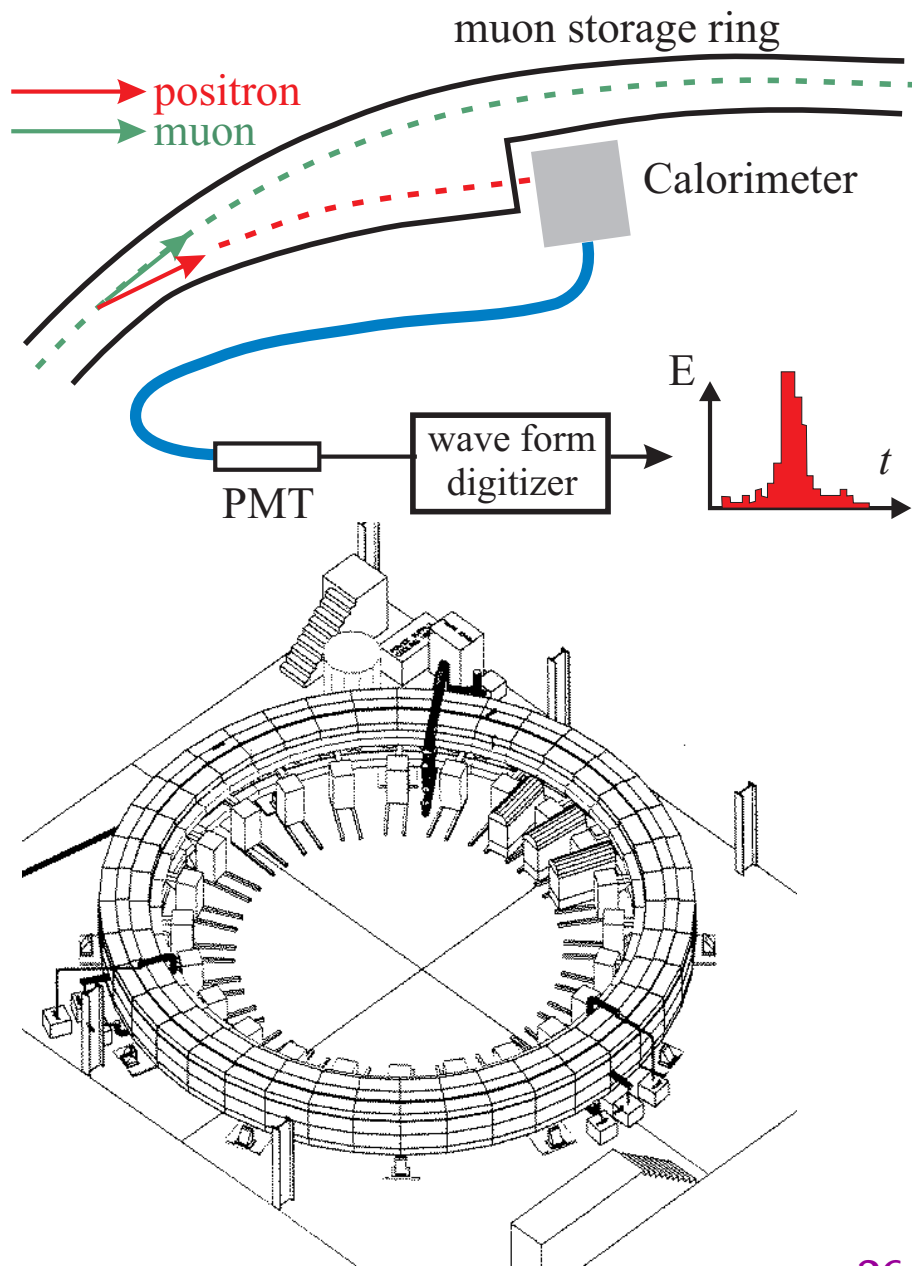 muon storage ring
positron
muon
Calorimeter
E
wave form
digitizer
t
PMT